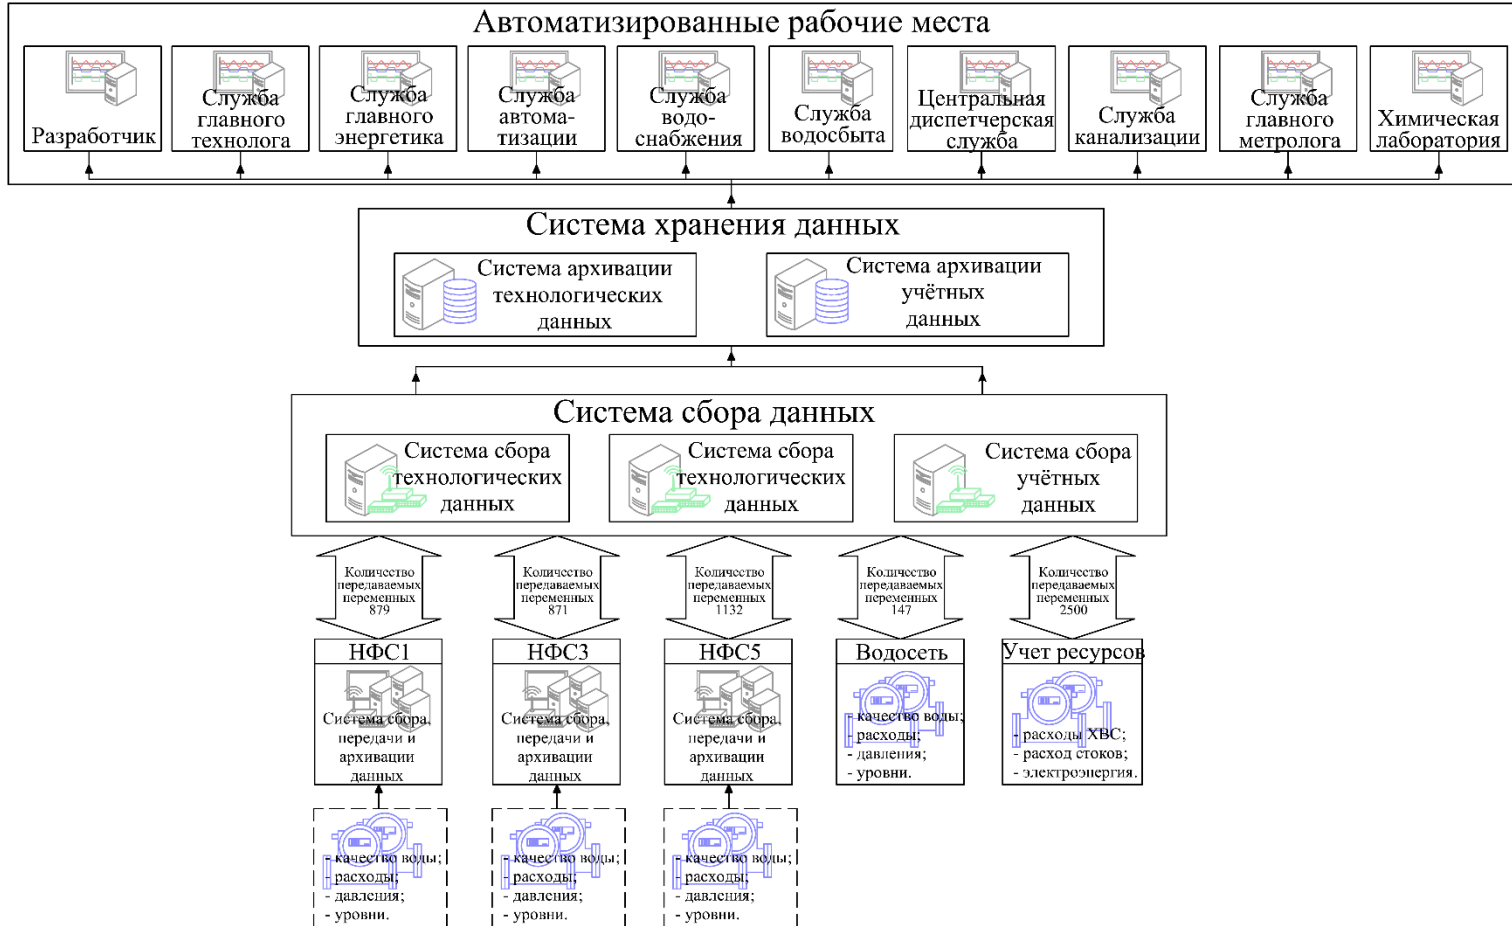 Автоматизированные рабочие места
Разработчик
Служба
главного
технолога
Служба
главного
энергетика
Служба
автома-
тизации
Служба
водо-
снабжения
Служба
водосбыта
Центральная
диспетчерская
служба
Служба
канализации
Служба
главного
метролога
Химическая
лаборатория
Система хранения данных
Система архивации
технологических
данных
Система архивации
учётных
данных
Система сбора данных
Система сбора
технологических
данных
Система сбора
технологических
данных
Система сбора
учётных
данных
Количество
передаваемых
переменных
879
Количество
передаваемых
переменных
871
Количество
передаваемых
переменных
1132
Количество
передаваемых
переменных
147
Количество
передаваемых
переменных
2500
НФС1
Система сбора,
передачи и
архивации
данных
НФС3
Система сбора,
передачи и
архивации
данных
НФС5
Система сбора,
передачи и
архивации
данных
Водосеть
- качество воды;
- расходы;
- давления;
- уровни.
Учет ресурсов
- расходы ХВС;
- расход стоков;
- электроэнергия.
- качество воды;
- расходы;
- давления;
- уровни.
- качество воды;
- расходы;
- давления;
- уровни.
- качество воды;
- расходы;
- давления;
- уровни.